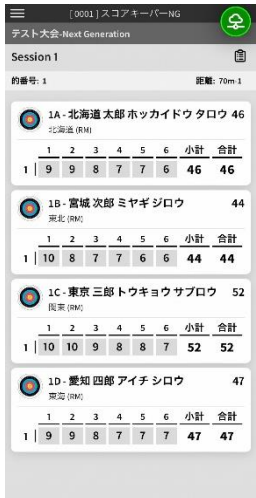 [0001]スコアキーパーNG
テスト大会-Next Generation
Session 1
的番号: 1 距離: 70m-1
1A - 北海道 太郎 ホッカイドウ タロウ 46
北海道 (RM)
1 2 3 4 5 6 小計 合計
1 9 9 8 7 7 6 46 46
1B - 宮城 次郎 ミヤギ ジロウ 44
東北 (RM)
1 2 3 4 5 6 小計 合計
1 10 8 7 7 6 6 44 44
1C - 東京 三郎 トウキョウ サブロウ 52
関東 (RM)
1 2 3 4 5 6 小計 合計
1 10 10 9 8 8 7 52 52
1D - 愛知 四郎 アイチ シロウ 47
東海 (RM)
1 2 3 4 5 6 小計 合計
1 9 9 8 7 7 7 47 47